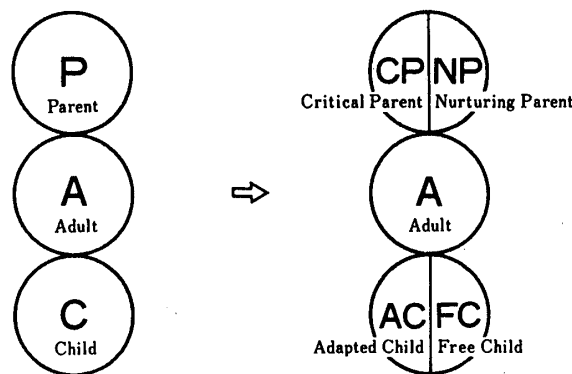 P
Parent
A
Adult
C
Child
CP NP
Critical Parent Nurturing Parent
A
Adult
AC FC
Adapted Child Free Child